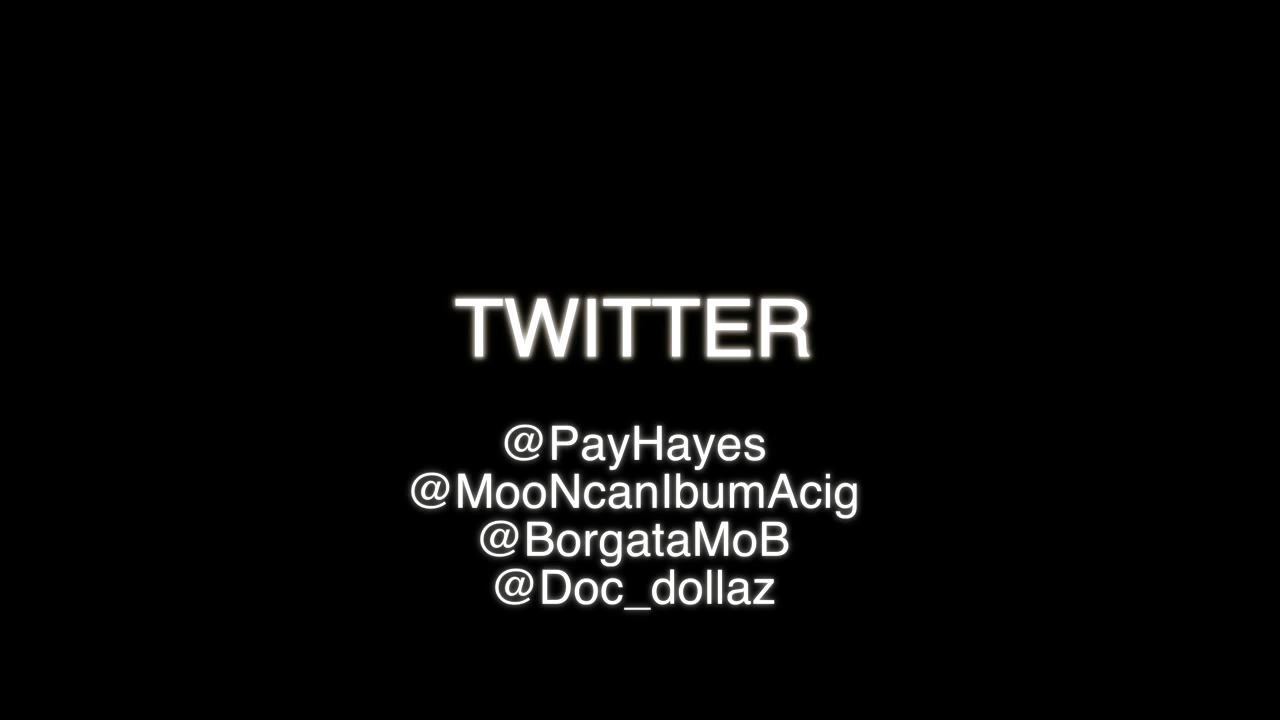 TWITTER
@PayHayes
@MooNcanIbumAcig
@BorgataMoB
@Doc_dollaz